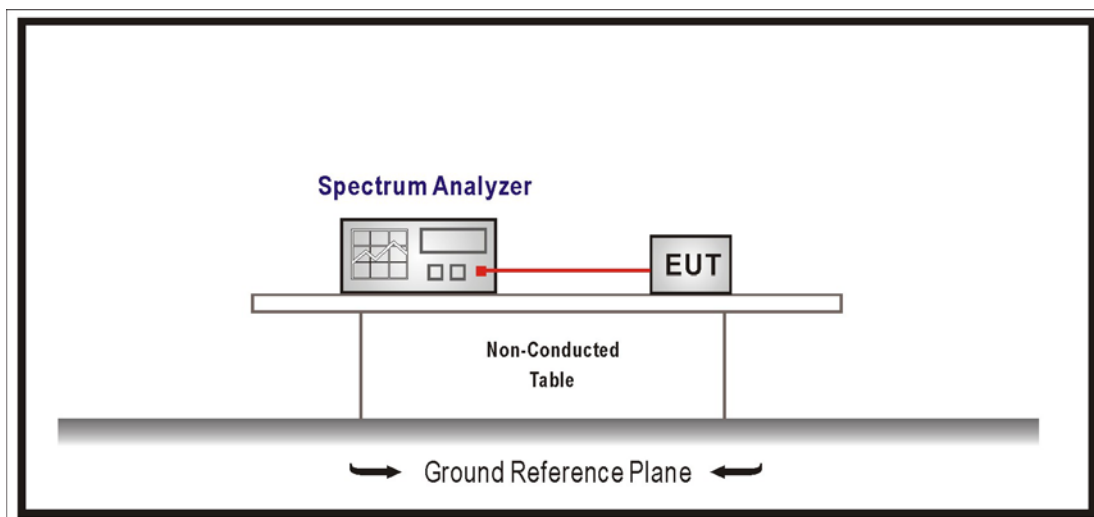 Spectrum Analyzer
EUT
Non-Conducted
Table
Ground Reference Plane